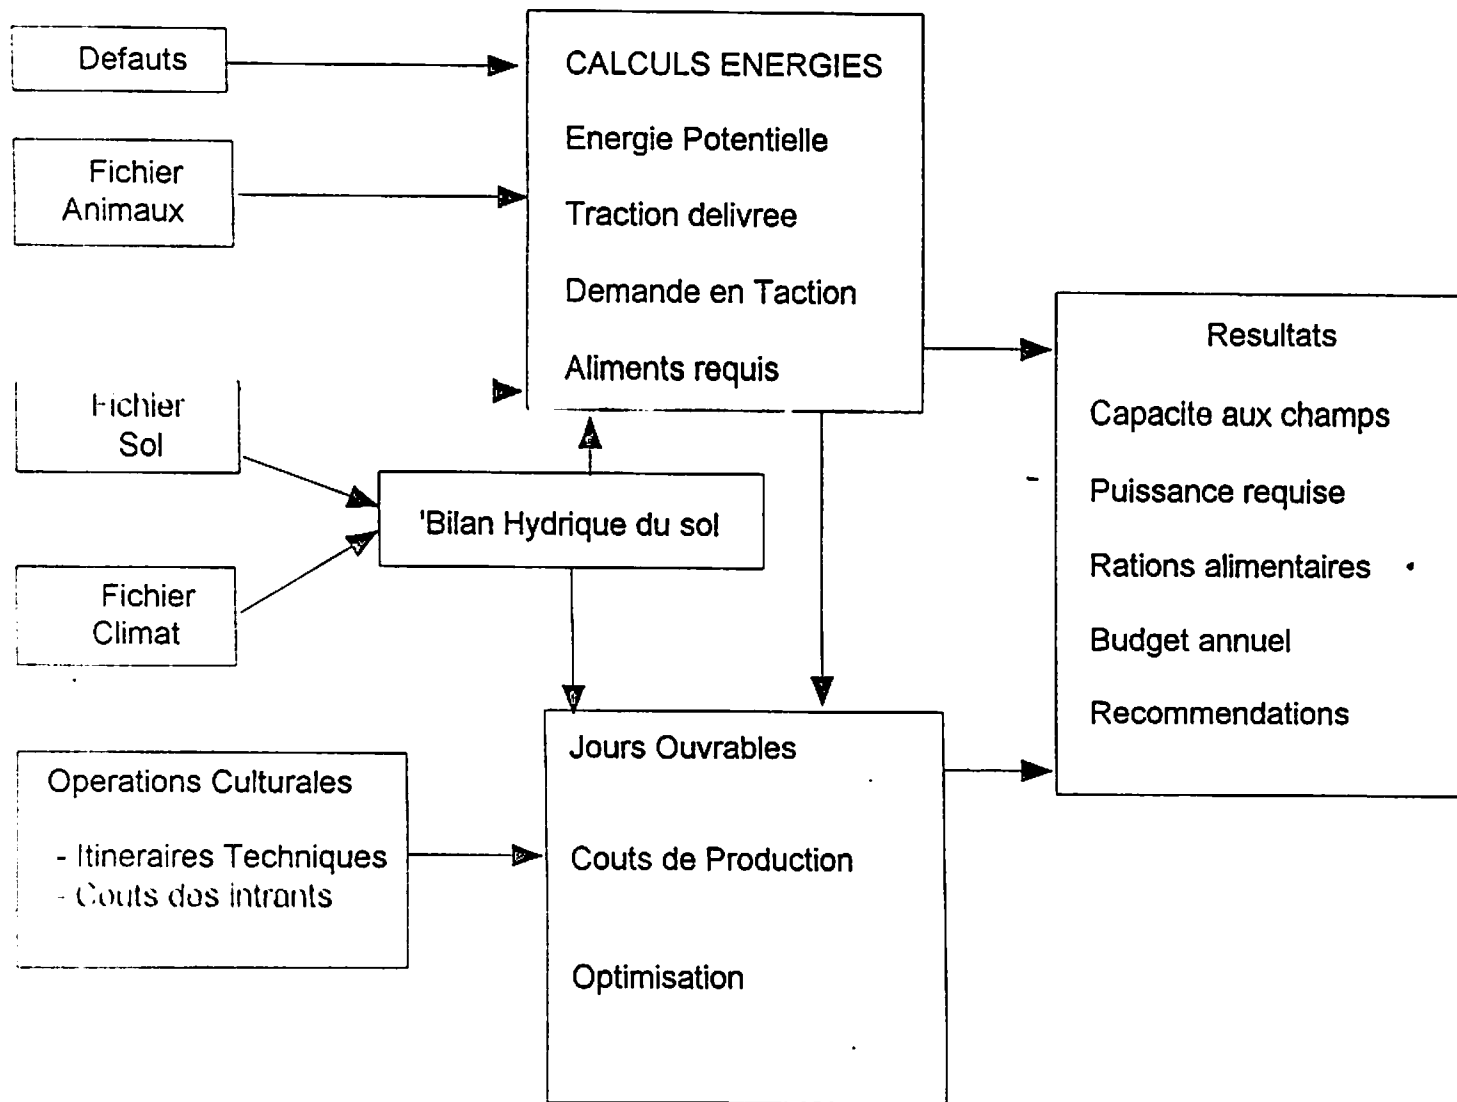 Defauts
Fichier
Animaux
Fichier
Sol
Fichier
Climat
Operations Culturales
- Itineraires Techniques
- Couts des intrants
CALCULS ENERGIES
Energie Potentielle
Traction delivree
Demande en Taction
Aliments requis
'Bilan Hydrique du sol
Jours Ouvrables
Couts de Production
Optimisation
Resultats
Capacite aux champs
Puissance requise
Rations alimentaires
Budget annuel
Recommendations